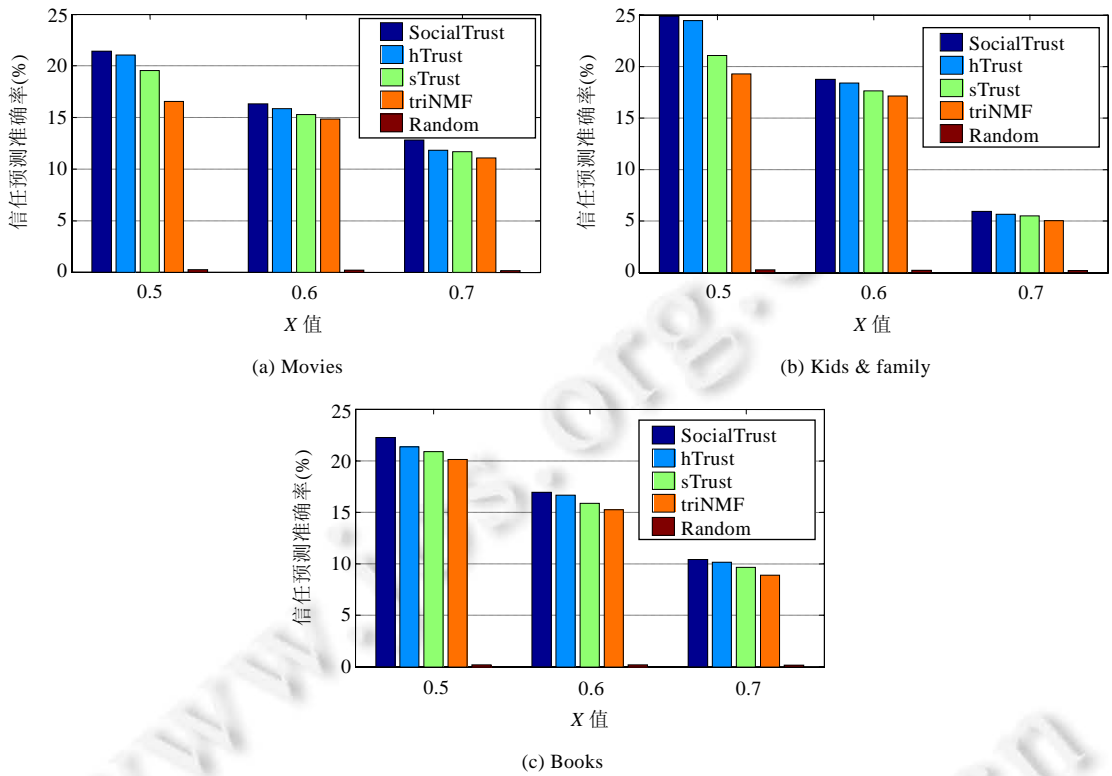 25
20
15
10
5
0
信任预测准确率(%)
SocialTrust
hTrust
sTrust
triNMF
Random
0.5 0.6 0.7
X 值
(a) Movies
25
20
15
10
5
0
信任预测准确率(%)
SocialTrust
hTrust
sTrust
triNMF
Random
0.5 0.6 0.7
X 值
(b) Kids & family
25
20
15
10
5
0
信任预测准确率(%)
SocialTrust
hTrust
sTrust
triNMF
Random
0.5 0.6 0.7
X 值
(c) Books